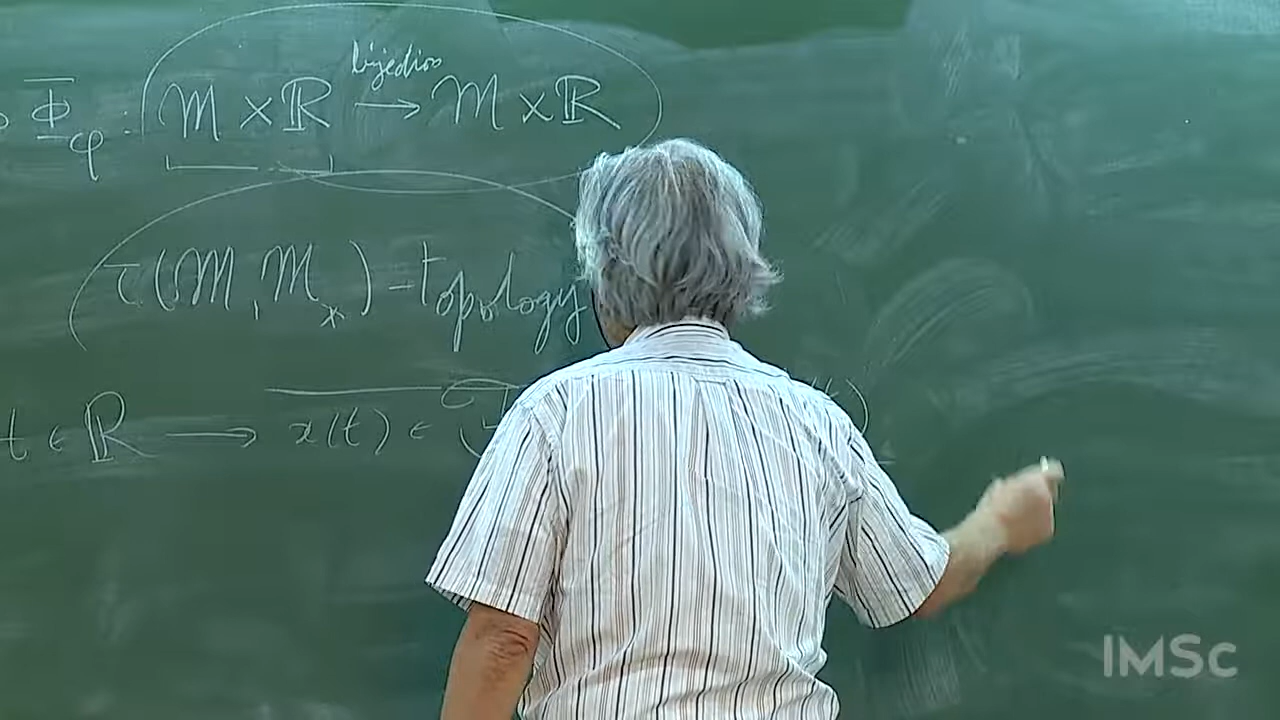 Φ_φ : M × ℝ bijection → M × ℝ
τ(M, M_*) - topology
t ∈ ℝ → x(t) ∈
IMSc